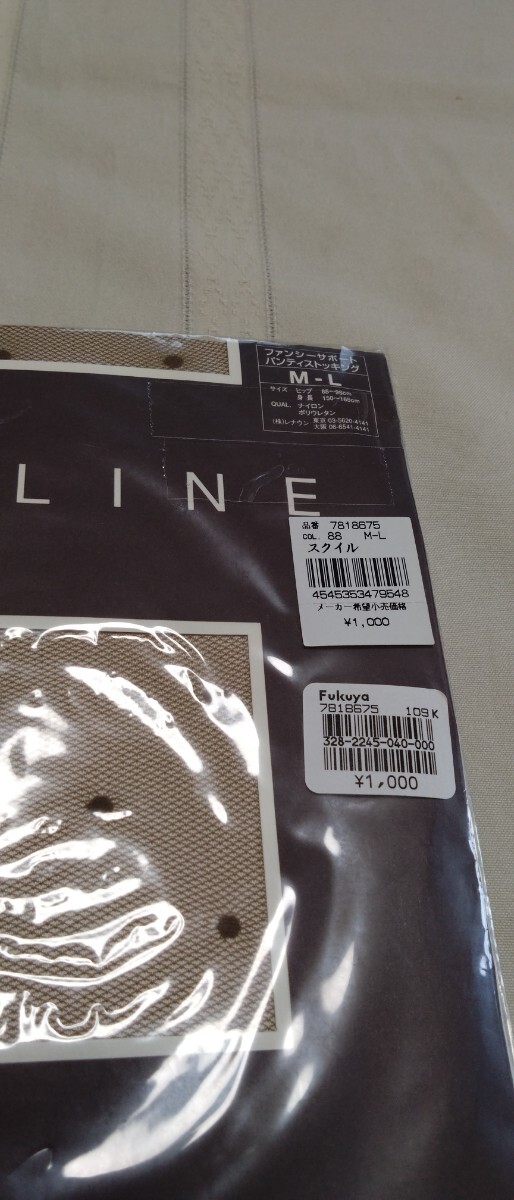 ファンシーサポート
パンティストッキング
M-L
サイズ ヒップ 85~98cm
身長 150~165cm
QUAL. ナイロン
ポリウレタン
(株)レナウン 東京 03-5626-4141
大阪 06-6541-4141
LINE
品番 7818675
COL. 88 M-L
スクイル
4545353479548
メーカー希望小売価格
¥1,000
Fukuya
7818675 109K
328-2245-040-000
¥1,000